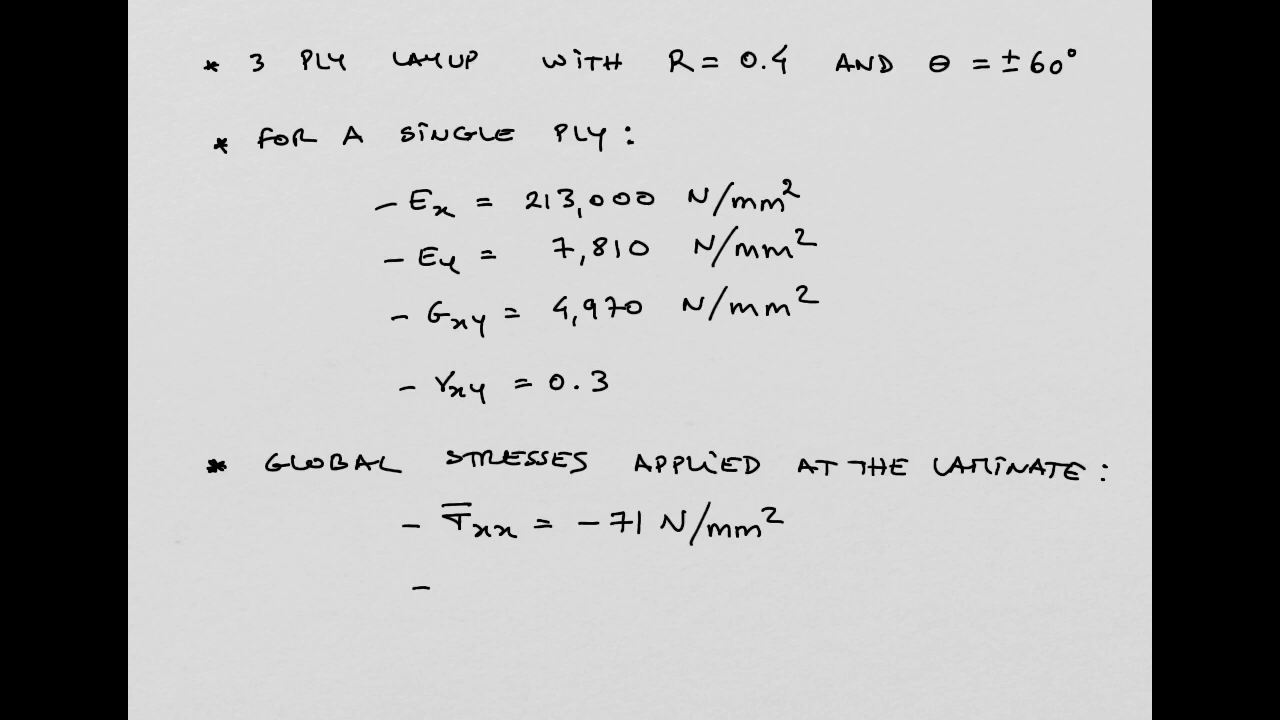 * 3 PLY LAYUP WITH R = 0.4 AND θ = ±60°
* FOR A SINGLE PLY:
- Ex = 213,000 N/mm²
- Ey = 7,810 N/mm²
- Gxy = 4,970 N/mm²
- νxy = 0.3
* GLOBAL STRESSES APPLIED AT THE LAMINATE:
- σ̅xx = -71 N/mm²
-